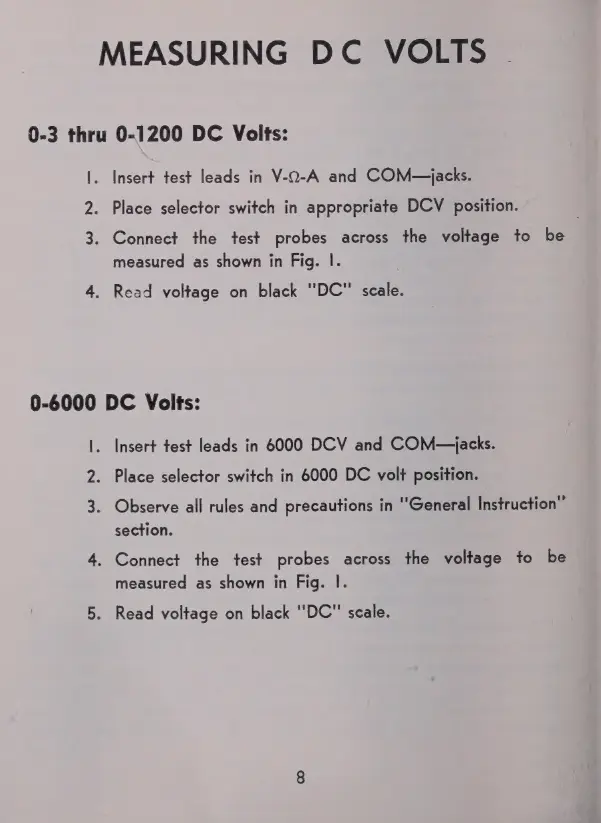 MEASURING DC VOLTS
0-3 thru 0-1200 DC Volts:
1. Insert test leads in V-Ω-A and COM—jacks.
2. Place selector switch in appropriate DCV position.
3. Connect the test probes across the voltage to be
measured as shown in Fig. 1.
4. Read voltage on black "DC" scale.
0-6000 DC Volts:
1. Insert test leads in 6000 DCV and COM—jacks.
2. Place selector switch in 6000 DC volt position.
3. Observe all rules and precautions in "General Instruction"
section.
4. Connect the test probes across the voltage to be
measured as shown in Fig. 1.
5. Read voltage on black "DC" scale.
8